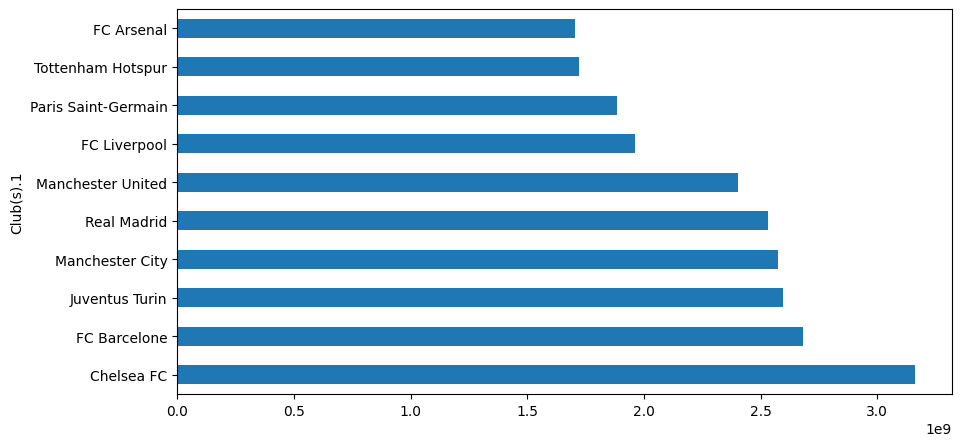 FC Arsenal
Tottenham Hotspur
Paris Saint-Germain
FC Liverpool
Manchester United
Real Madrid
Manchester City
Juventus Turin
FC Barcelone
Chelsea FC
Club(s).1
0.0 0.5 1.0 1.5 2.0 2.5 3.0
1e9